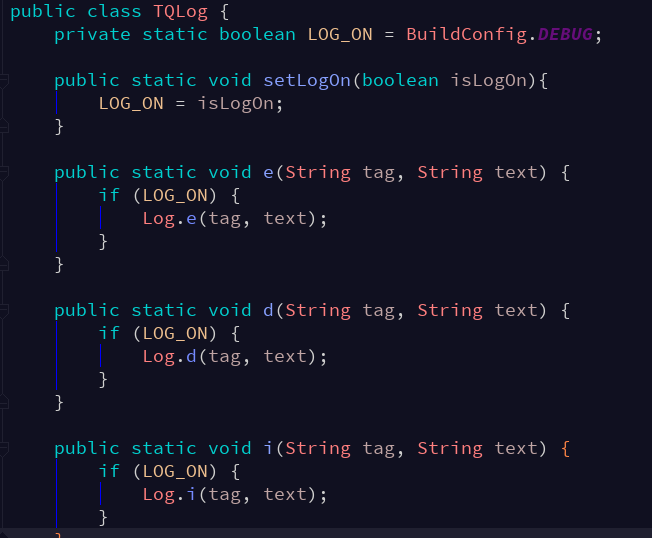 public class TQLog {
    private static boolean LOG_ON = BuildConfig.DEBUG;
    public static void setLogOn(boolean isLogOn){
        LOG_ON = isLogOn;
    }
    public static void e(String tag, String text) {
        if (LOG_ON) {
            Log.e(tag, text);
        }
    }
    public static void d(String tag, String text) {
        if (LOG_ON) {
            Log.d(tag, text);
        }
    }
    public static void i(String tag, String text) {
        if (LOG_ON) {
            Log.i(tag, text);
        }
    }